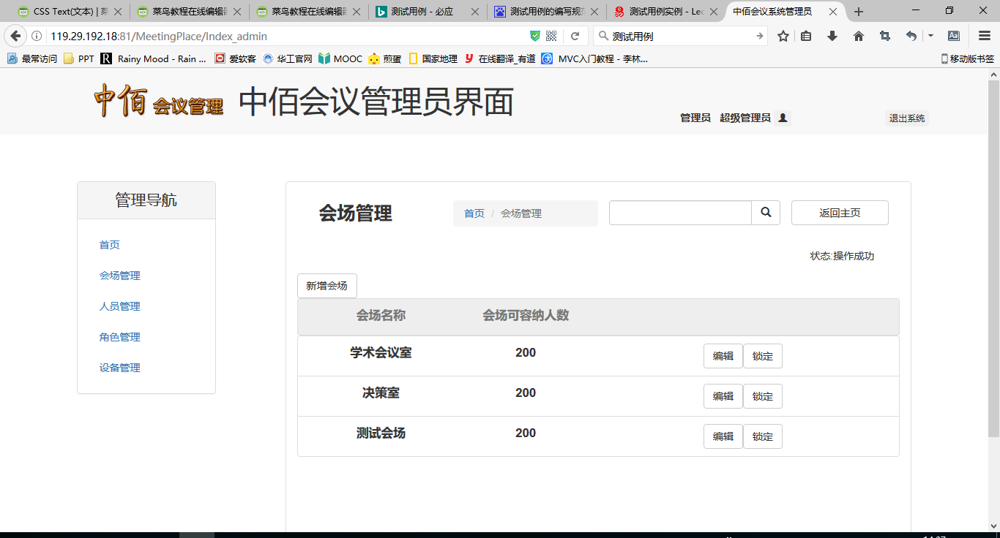 CSS Text(文本) | 菜
菜鸟教程在线编辑器
菜鸟教程在线编辑器
测试用例 - 必应
测试用例的编写规范
测试用例实例 - Lec
中佰会议系统管理员
119.29.192.18:81/MeetingPlace/Index_admin
测试用例
最常访问 PPT Rainy Mood - Rain ... 爱软客 华工官网 MOOC 煎蛋 国家地理 在线翻译_有道 MVC入门教程 - 李林... 移动版书签
中佰 会议管理 中佰会议管理员界面
管理员 超级管理员
退出系统
管理导航
首页
会场管理
人员管理
角色管理
设备管理
会场管理
首页 / 会场管理
返回主页
状态:操作成功
新增会场
会场名称 会场可容纳人数
学术会议室 200 编辑 锁定
决策室 200 编辑 锁定
测试会场 200 编辑 锁定